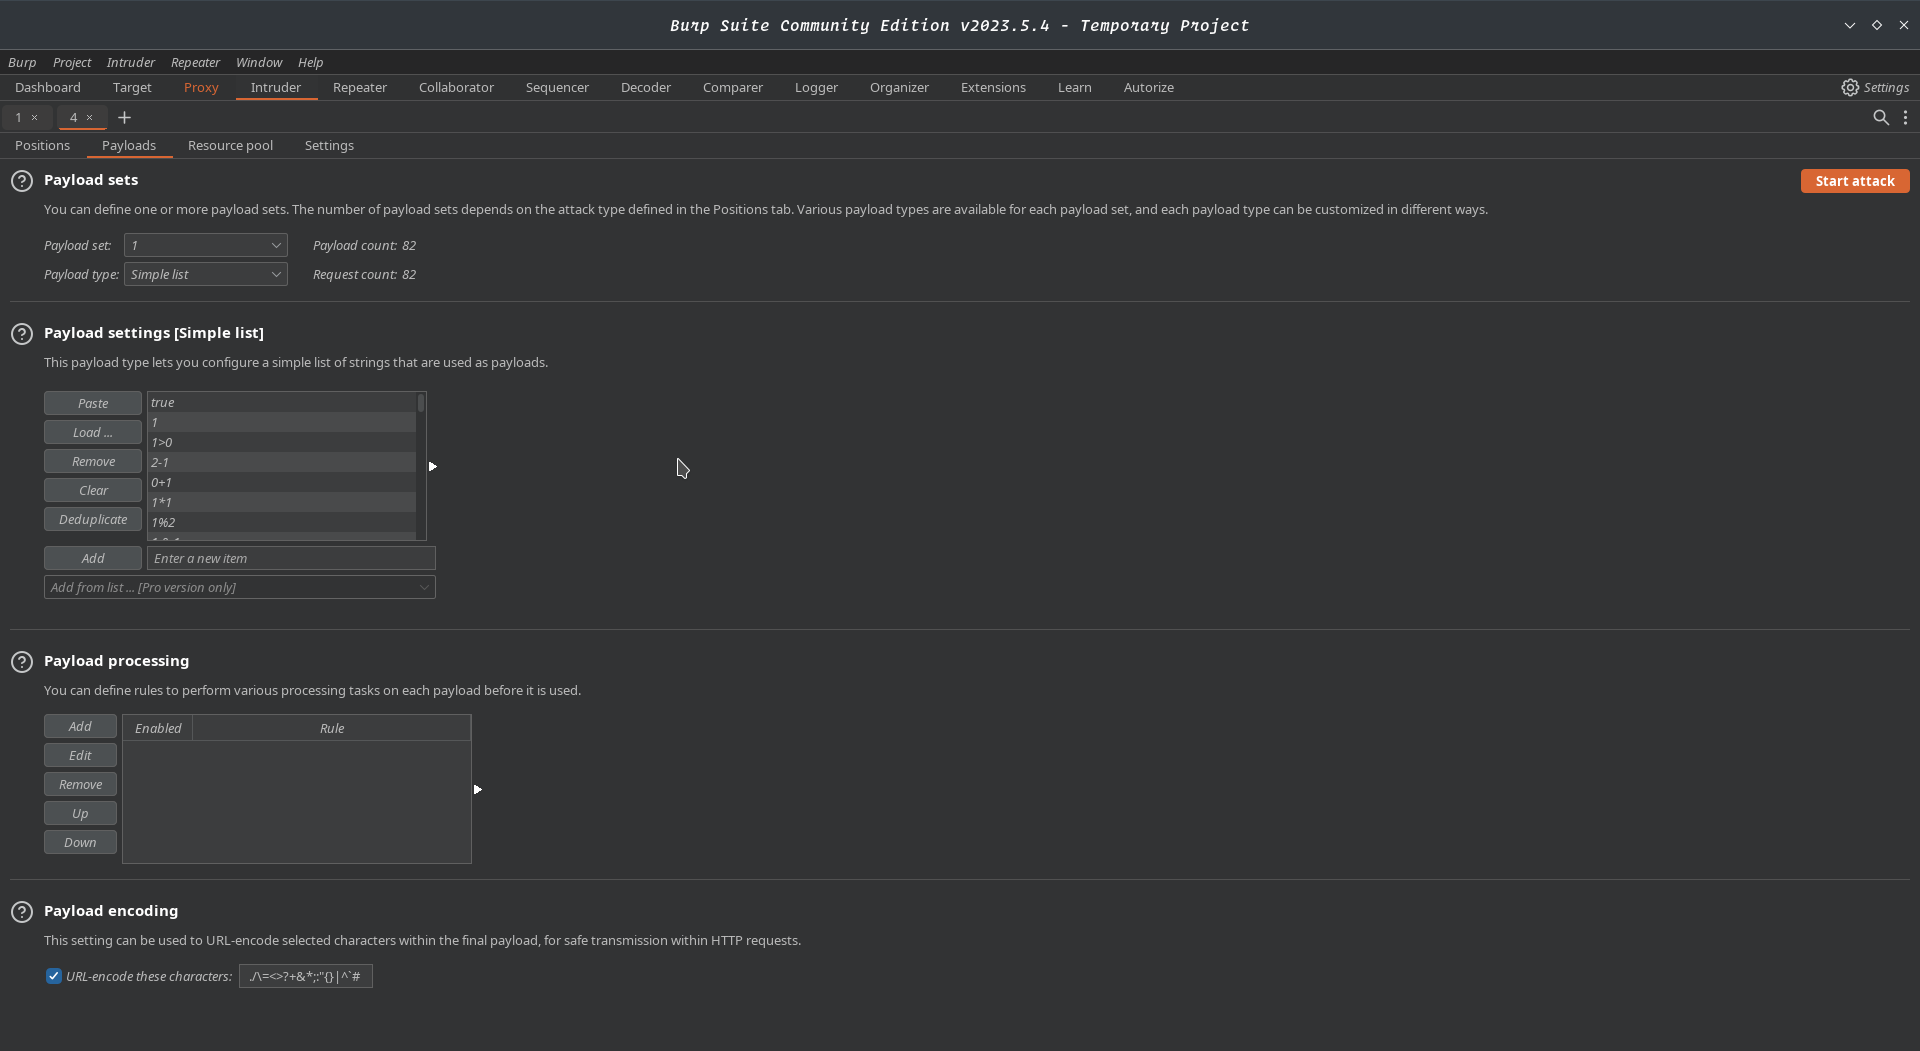 Burp Suite Community Edition v2023.5.4 - Temporary Project
Burp Project Intruder Repeater Window Help
Dashboard Target Proxy Intruder Repeater Collaborator Sequencer Decoder Comparer Logger Organizer Extensions Learn Autorize Settings
1 × 4 × +
Positions Payloads Resource pool Settings
? Payload sets
Start attack
You can define one or more payload sets. The number of payload sets depends on the attack type defined in the Positions tab. Various payload types are available for each payload set, and each payload type can be customized in different ways.
Payload set: 1 Payload count: 82
Payload type: Simple list Request count: 82
? Payload settings [Simple list]
This payload type lets you configure a simple list of strings that are used as payloads.
Paste
Load ...
Remove
Clear
Deduplicate
true
1
1>0
2-1
0+1
1*1
1%2
Add Enter a new item
Add from list ... [Pro version only]
? Payload processing
You can define rules to perform various processing tasks on each payload before it is used.
Add
Edit
Remove
Up
Down
Enabled Rule
? Payload encoding
This setting can be used to URL-encode selected characters within the final payload, for safe transmission within HTTP requests.
URL-encode these characters: ./\=<>?+&*;:"{}|^`#